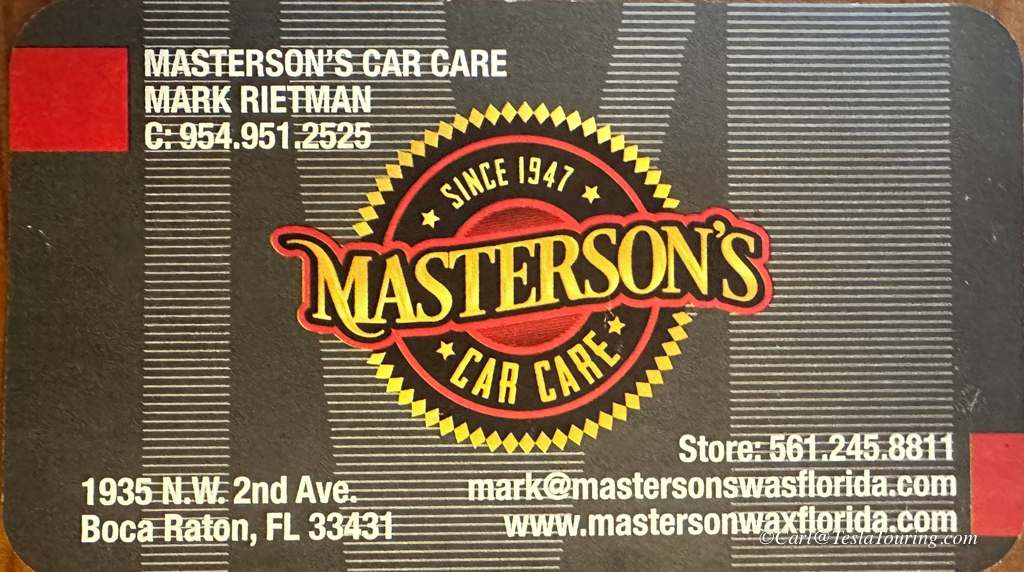 MASTERSON'S CAR CARE
MARK RIETMAN
C: 954.951.2525
SINCE 1947
MASTERSON'S
CAR CARE
Store: 561.245.8811
1935 N.W. 2nd Ave.
mark@mastersonswasflorida.com
Boca Raton, FL 33431
www.mastersonwaxflorida.com
©Carl@TeslaTouring.com